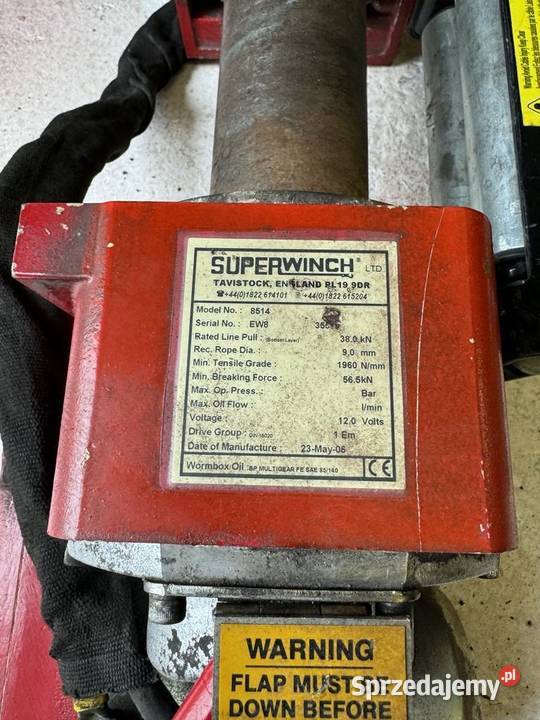 SUPERWINCH® LTD
TAVISTOCK, ENGLAND PL19 9DR
☎+44(0)1822 614101 +44(0)1822 615204
Model No. : 8514
Serial No. : EW8
Rated Line Pull : (Bottom Layer) 38.0 kN
Rec. Rope Dia. : 9.0 mm
Min. Tensile Grade : 1960 N/mm
Min. Breaking Force : 56.5kN
Max. Op. Press. : Bar
Max. Oil Flow : l/min
Voltage : 12.0 Volts
Drive Group : DIN 15020 1 Em
Date of Manufacture : 23-May-06
Wormbox Oil : BP MULTIGEAR FE SAE 85/140 CE
WARNING
FLAP MUST
DOWN BEFORE
Sprzedajemy.pl